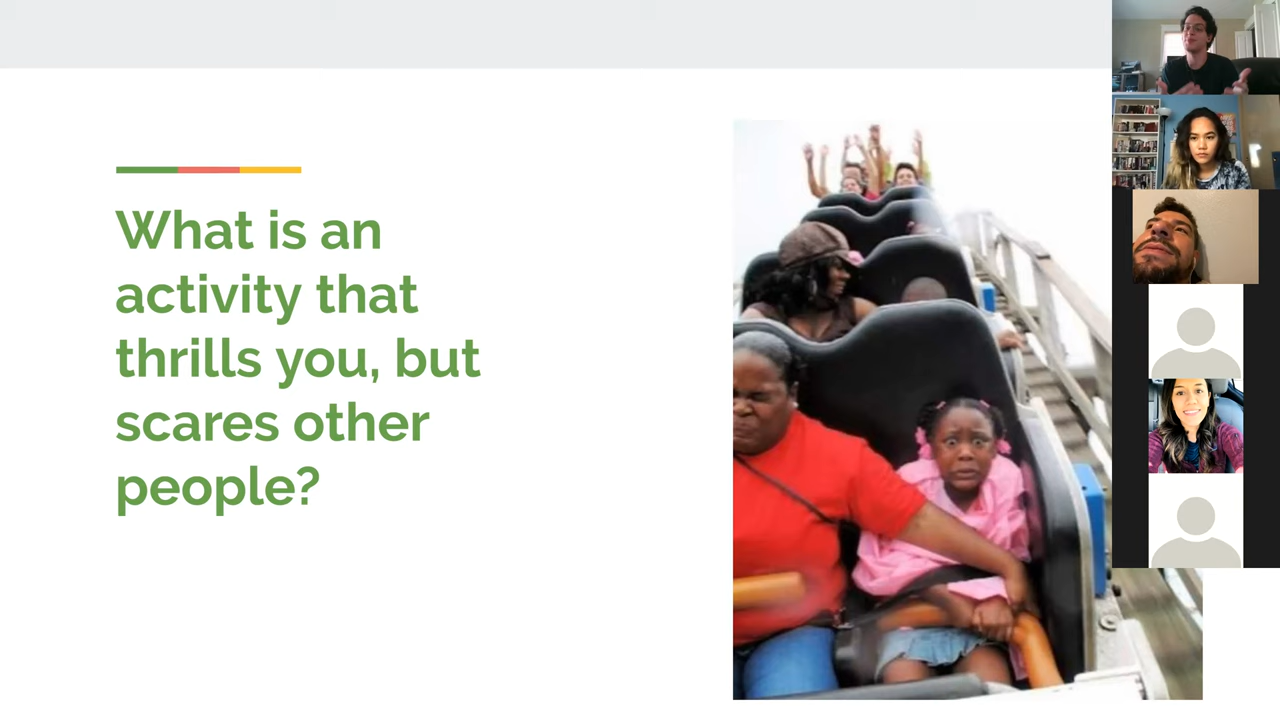 What is an
activity that
thrills you, but
scares other
people?